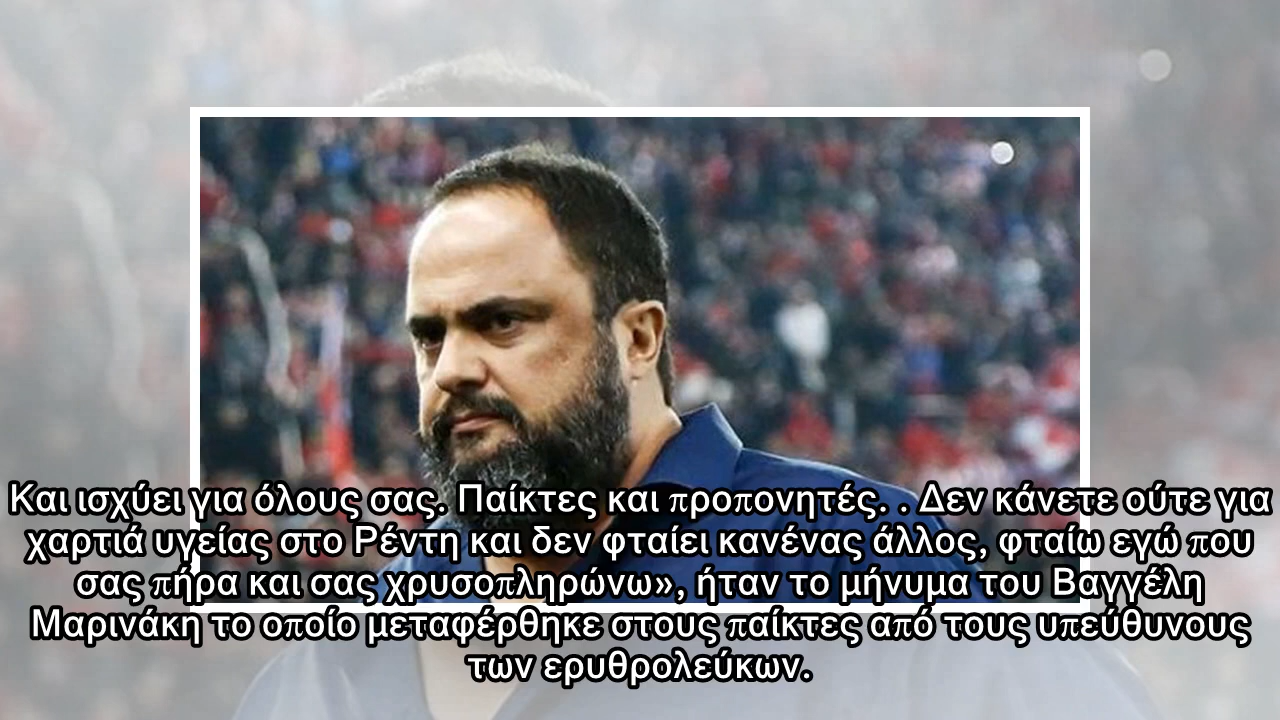 Και ισχύει για όλους σας. Παίκτες και προπονητές. . Δεν κάνετε ούτε για
χαρτιά υγείας στο Ρέντη και δεν φταίει κανένας άλλος, φταίω εγώ που
σας πήρα και σας χρυσοπληρώνω», ήταν το μήνυμα του Βαγγέλη
Μαρινάκη το οποίο μεταφέρθηκε στους παίκτες από τους υπεύθυνους
των ερυθρολεύκων.